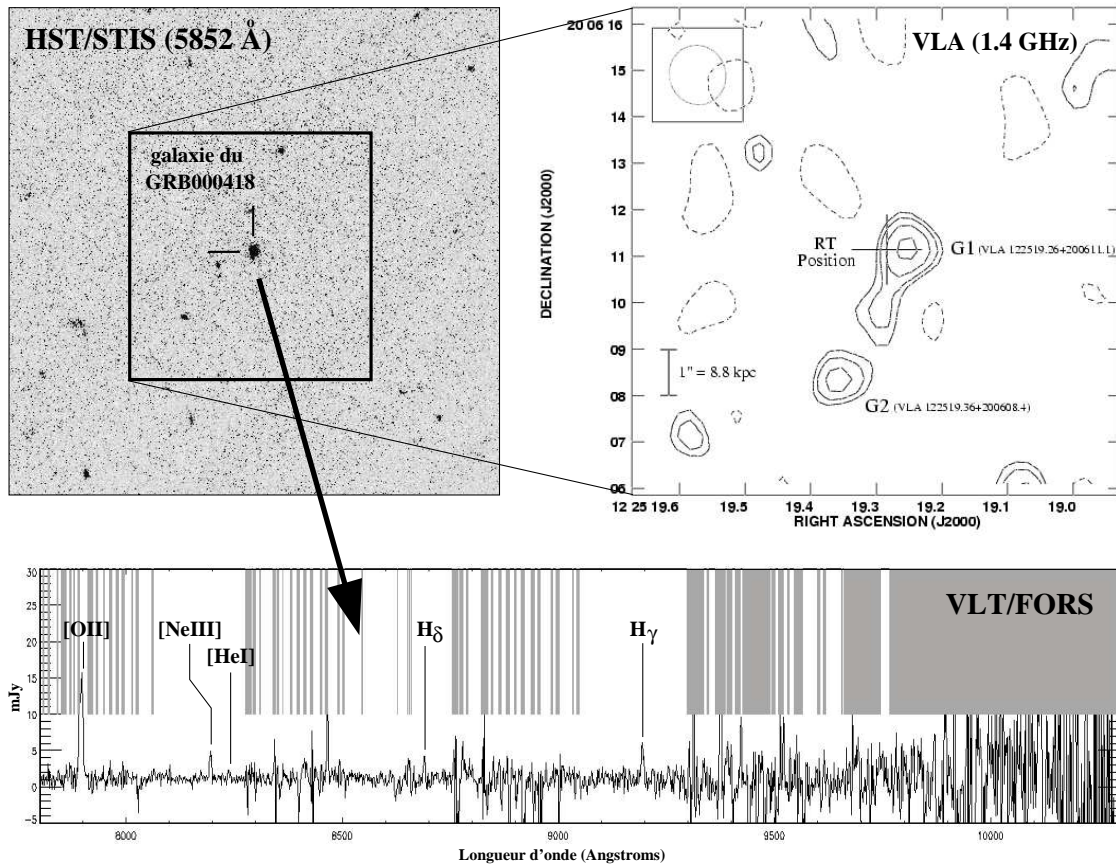 HST/STIS (5852 Å)
galaxie du
GRB000418
VLA (1.4 GHz)
20 06 16
15
14
13
12
11
10
09
08
07
06
DECLINATION (J2000)
RT
Position
G1 (VLA 122519.26+200611.1)
1" = 8.8 kpc
G2 (VLA 122519.36+200608.4)
12 25 19.6
19.5
19.4
19.3
19.2
19.1
19.0
RIGHT ASCENSION (J2000)
VLT/FORS
30
25
20
15
10
5
0
-5
mJy
[OII]
[NeIII]
[HeI]
Hδ
Hγ
8000
8500
9000
9500
10000
Longueur d'onde (Angstroms)